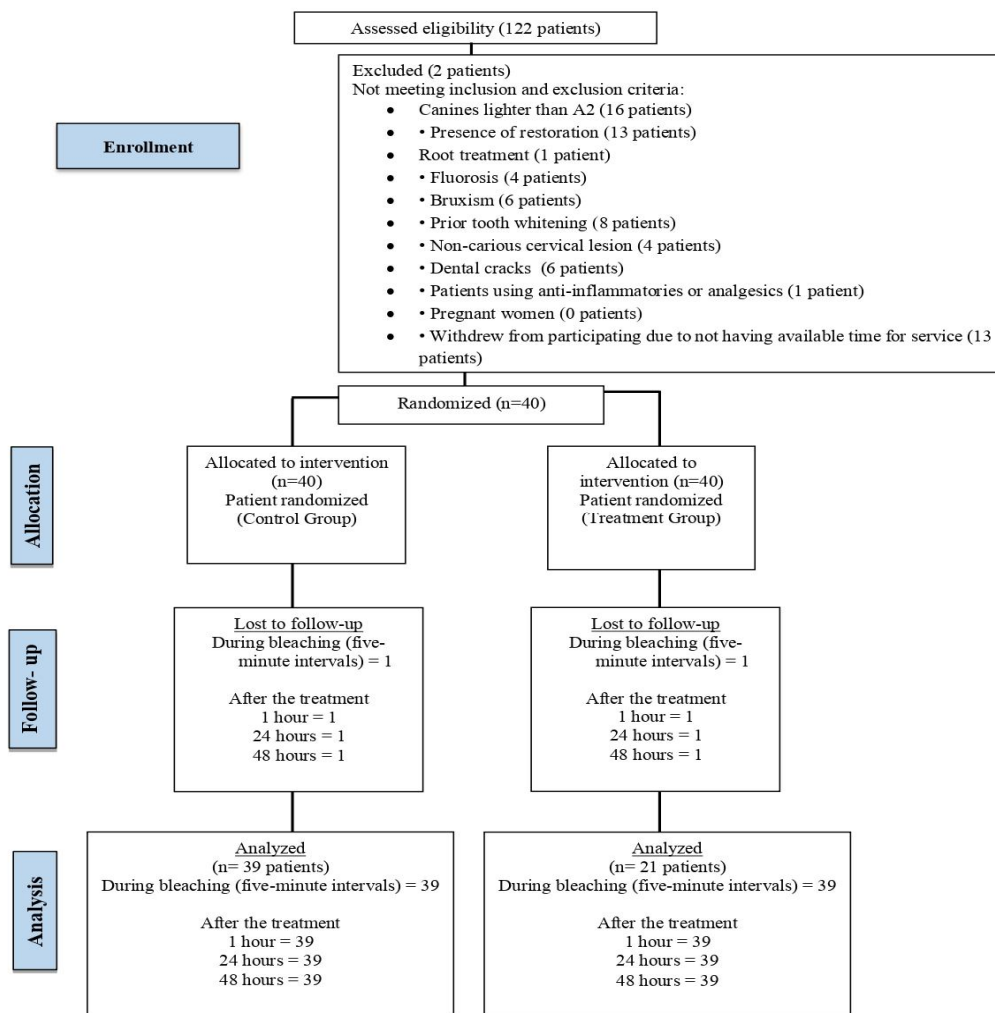 Assessed eligibility (122 patients)
Excluded (2 patients)
Not meeting inclusion and exclusion criteria:
● Canines lighter than A2 (16 patients)
● • Presence of restoration (13 patients)
● Root treatment (1 patient)
● • Fluorosis (4 patients)
● • Bruxism (6 patients)
● • Prior tooth whitening (8 patients)
● • Non-carious cervical lesion (4 patients)
● • Dental cracks (6 patients)
● • Patients using anti-inflammatories or analgesics (1 patient)
● • Pregnant women (0 patients)
● • Withdrew from participating due to not having available time for service (13
patients)
Enrollment
Randomized (n=40)
Allocation
Allocated to intervention
(n=40)
Patient randomized
(Control Group)
Allocated to
intervention (n=40)
Patient randomized
(Treatment Group)
Follow- up
Lost to follow-up
During bleaching (five-
minute intervals) = 1
After the treatment
1 hour = 1
24 hours = 1
48 hours = 1
Lost to follow-up
During bleaching (five-
minute intervals) = 1
After the treatment
1 hour = 1
24 hours = 1
48 hours = 1
Analysis
Analyzed
(n= 39 patients)
During bleaching (five-minute intervals) = 39
After the treatment
1 hour = 39
24 hours = 39
48 hours = 39
Analyzed
(n= 21 patients)
During bleaching (five-minute intervals) = 39
After the treatment
1 hour = 39
24 hours = 39
48 hours = 39